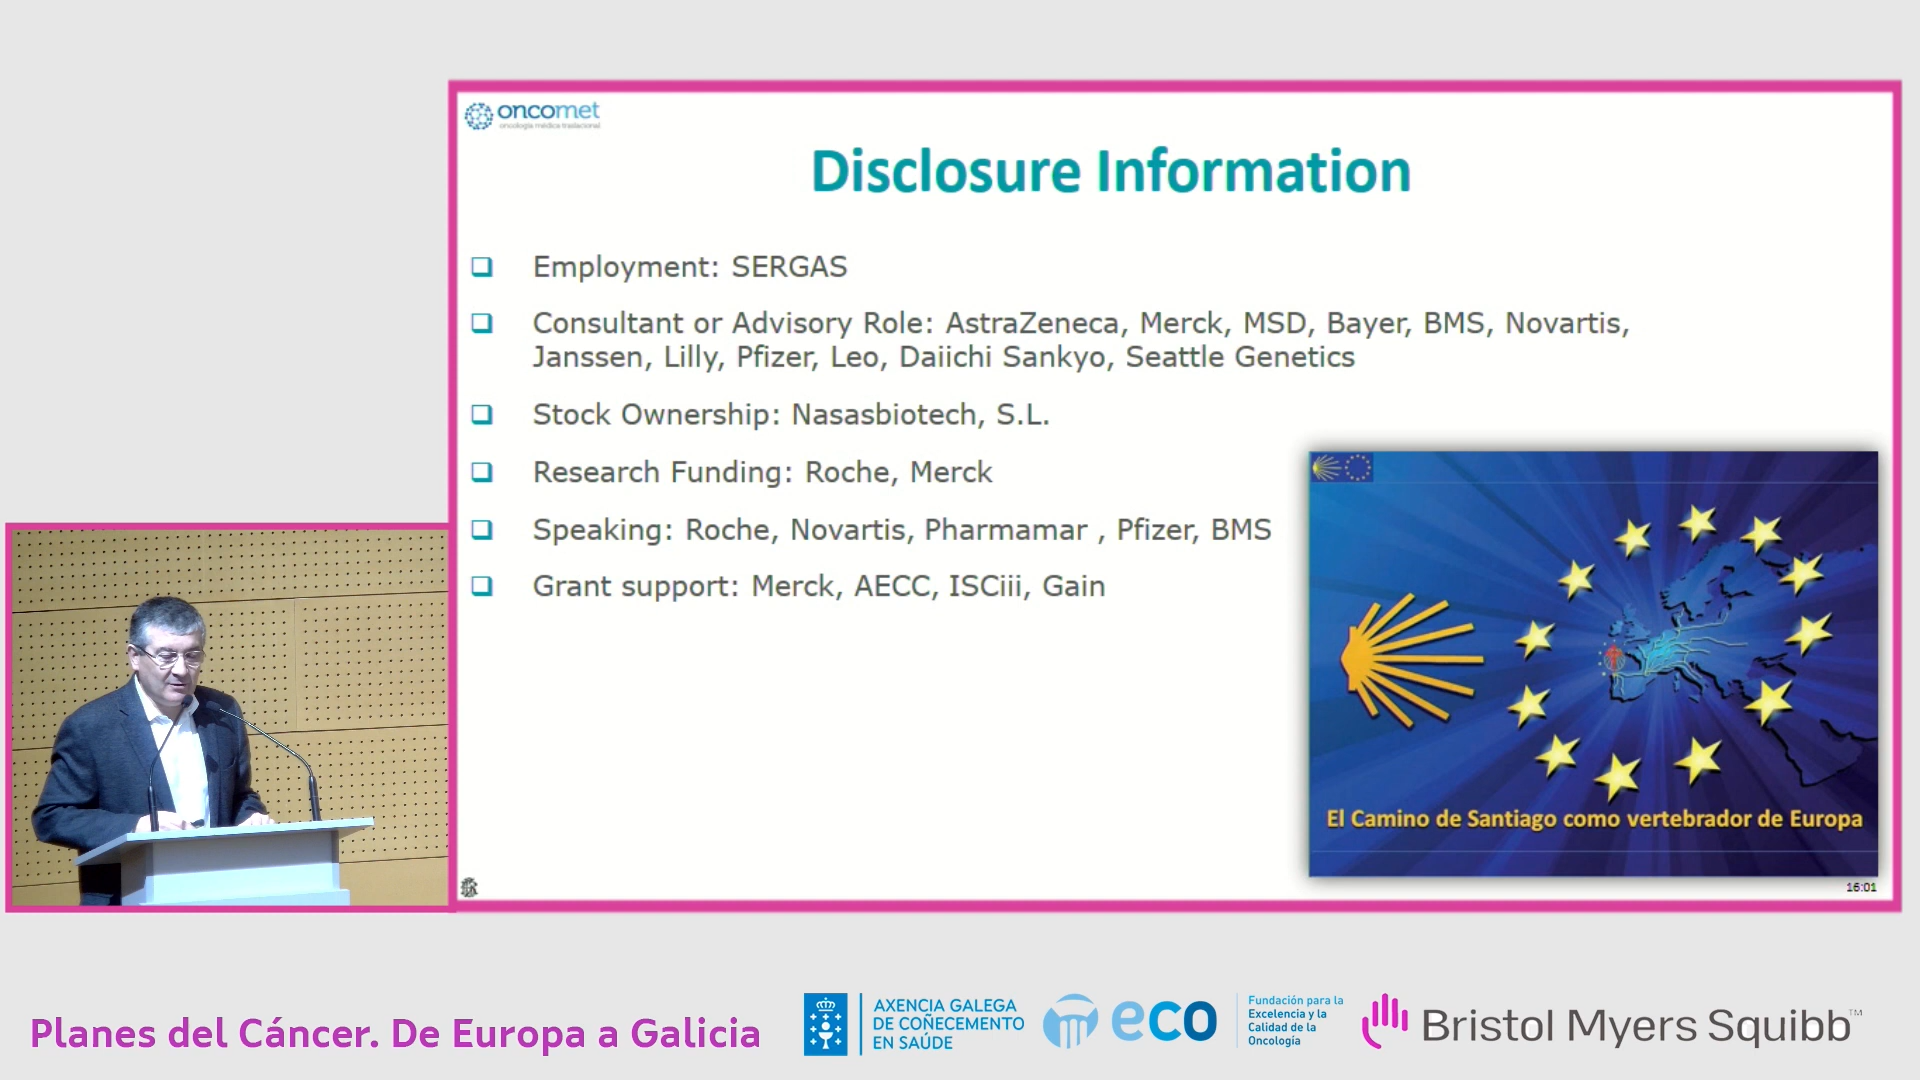 oncomet
oncología médica traslacional
Disclosure Information
Employment: SERGAS
Consultant or Advisory Role: AstraZeneca, Merck, MSD, Bayer, BMS, Novartis,
Janssen, Lilly, Pfizer, Leo, Daiichi Sankyo, Seattle Genetics
Stock Ownership: Nasasbiotech, S.L.
Research Funding: Roche, Merck
Speaking: Roche, Novartis, Pharmamar , Pfizer, BMS
Grant support: Merck, AECC, ISCiii, Gain
El Camino de Santiago como vertebrador de Europa
16:01
Planes del Cáncer. De Europa a Galicia
AXENCIA GALEGA
DE COÑECEMENTO
EN SAÚDE
eco
Fundación para la
Excelencia y la
Calidad de la
Oncología
Bristol Myers Squibb™